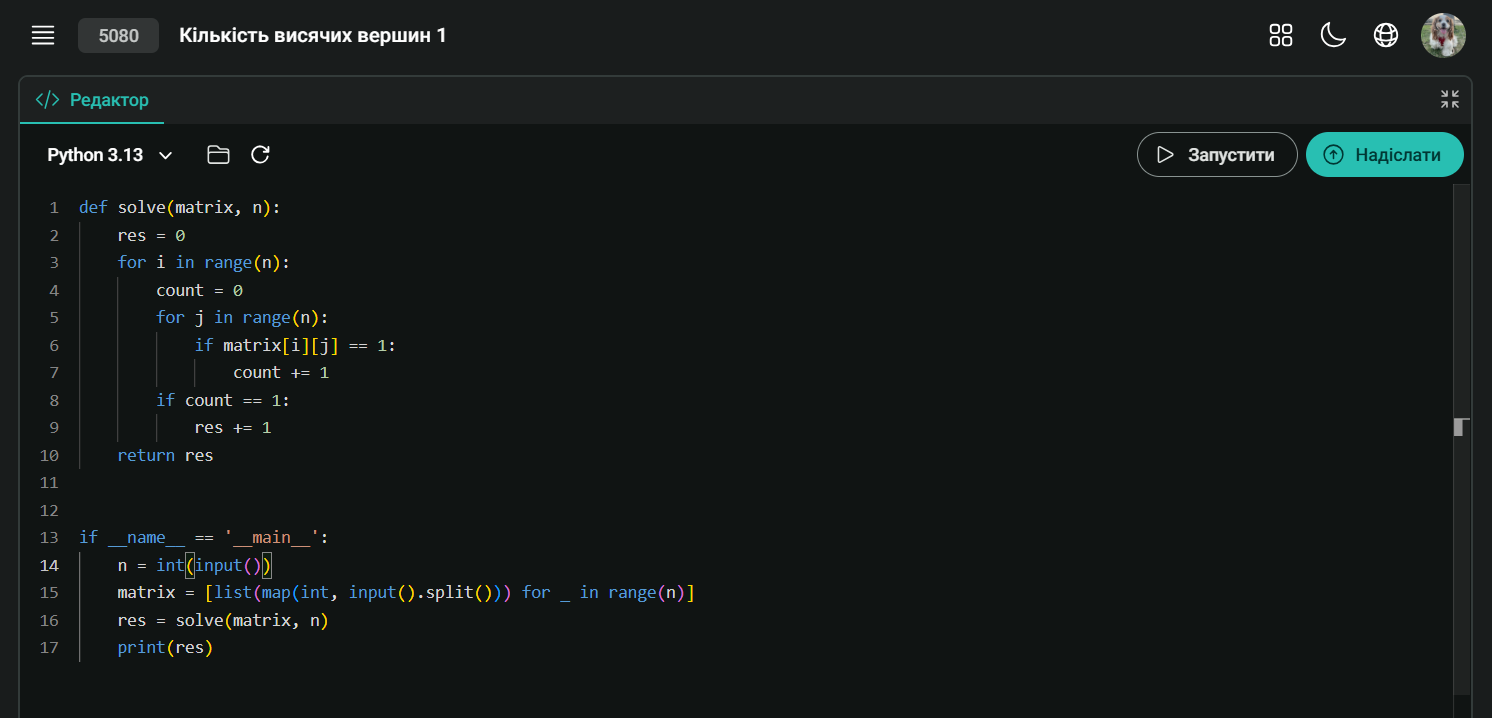 5080 Кількість висячих вершин 1
</> Редактор
Python 3.13 Запустити Надіслати
1 def solve(matrix, n):
2     res = 0
3     for i in range(n):
4         count = 0
5         for j in range(n):
6             if matrix[i][j] == 1:
7                 count += 1
8         if count == 1:
9             res += 1
10     return res
11
12
13 if __name__ == '__main__':
14     n = int(input())
15     matrix = [list(map(int, input().split())) for _ in range(n)]
16     res = solve(matrix, n)
17     print(res)